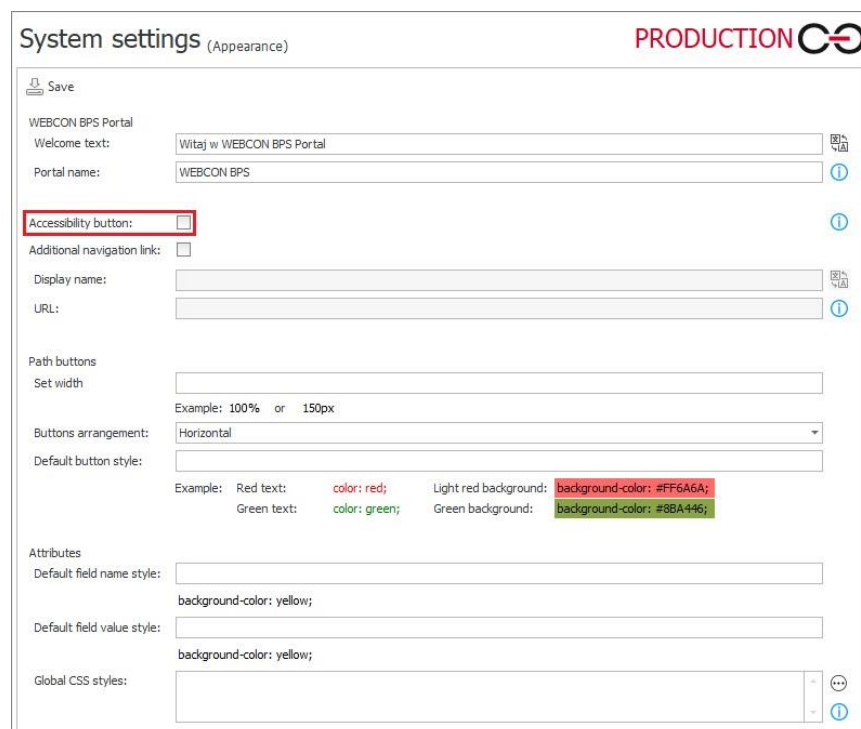 System settings (Appearance) PRODUCTION
Save
WEBCON BPS Portal
Welcome text: Witaj w WEBCON BPS Portal
Portal name: WEBCON BPS
Accessibility button:
Additional navigation link:
Display name:
URL:
Path buttons
Set width
Example: 100% or 150px
Buttons arrangement: Horizontal
Default button style:
Example: Red text: color: red; Light red background: background-color: #FF6A6A;
Green text: color: green; Green background: background-color: #8BA446;
Attributes
Default field name style:
background-color: yellow;
Default field value style:
background-color: yellow;
Global CSS styles: